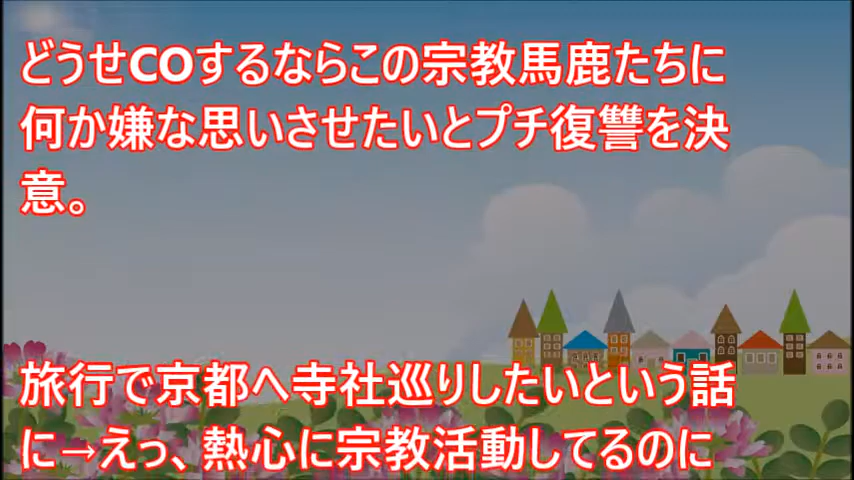 どうせCOするならこの宗教馬鹿たちに
何か嫌な思いさせたいとプチ復讐を決
意。
旅行で京都へ寺社巡りしたいという話
に→えっ、熱心に宗教活動してるのに